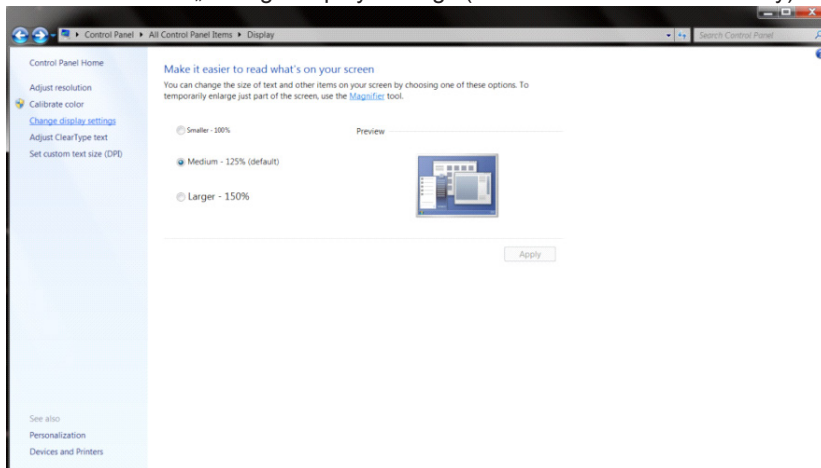 Control Panel ▸ All Control Panel Items ▸ Display
Search Control Panel
Control Panel Home
Adjust resolution
Calibrate color
Change display settings
Adjust ClearType text
Set custom text size (DPI)
See also
Personalization
Devices and Printers
Make it easier to read what's on your screen
You can change the size of text and other items on your screen by choosing one of these options. To
temporarily enlarge just part of the screen, use the Magnifier tool.
Smaller - 100%
Preview
Medium - 125% (default)
Larger - 150%
Apply